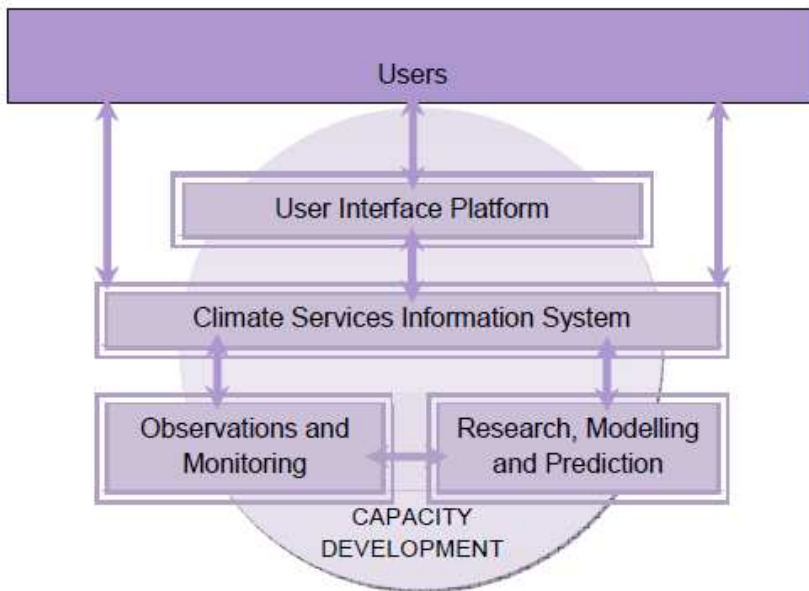 Users
User Interface Platform
Climate Services Information System
Observations and
Monitoring
Research, Modelling
and Prediction
CAPACITY
DEVELOPMENT